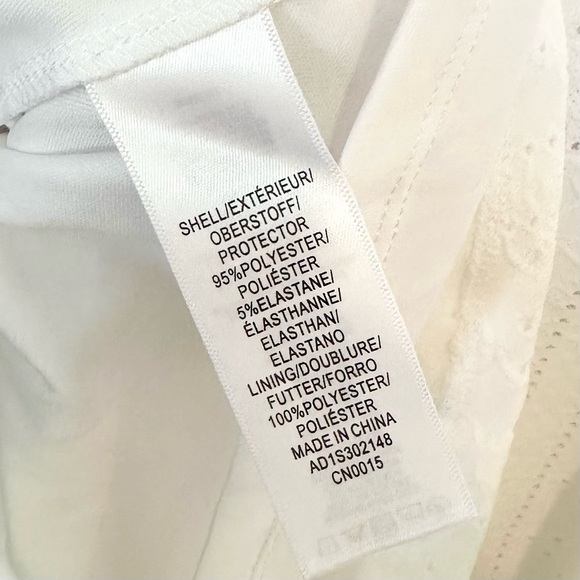 SHELL/EXTÉRIEUR/
OBERSTOFF/
PROTECTOR
95%POLYESTER/
POLIÉSTER
5%ELASTANE/
ÉLASTHANNE/
ELASTHAN/
ELASTANO
LINING/DOUBLURE/
FUTTER/FORRO
100%POLYESTER/
POLIÉSTER
MADE IN CHINA
AD1S302148
CN0015